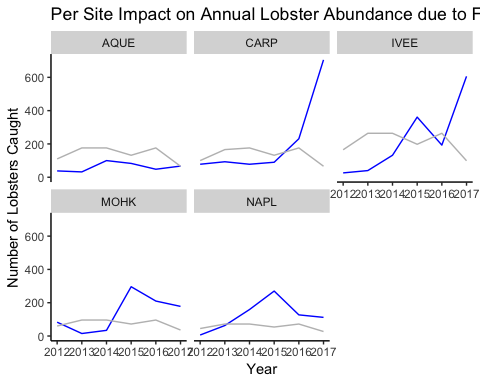 Per Site Impact on Annual Lobster Abundance due to F
AQUE CARP IVEE
600
400
200
0
2012 2013 2014 2015 2016 2017
MOHK NAPL
600
400
200
0
2012 2013 2014 2015 2016 2017 2012 2013 2014 2015 2016 2017
Number of Lobsters Caught
Year